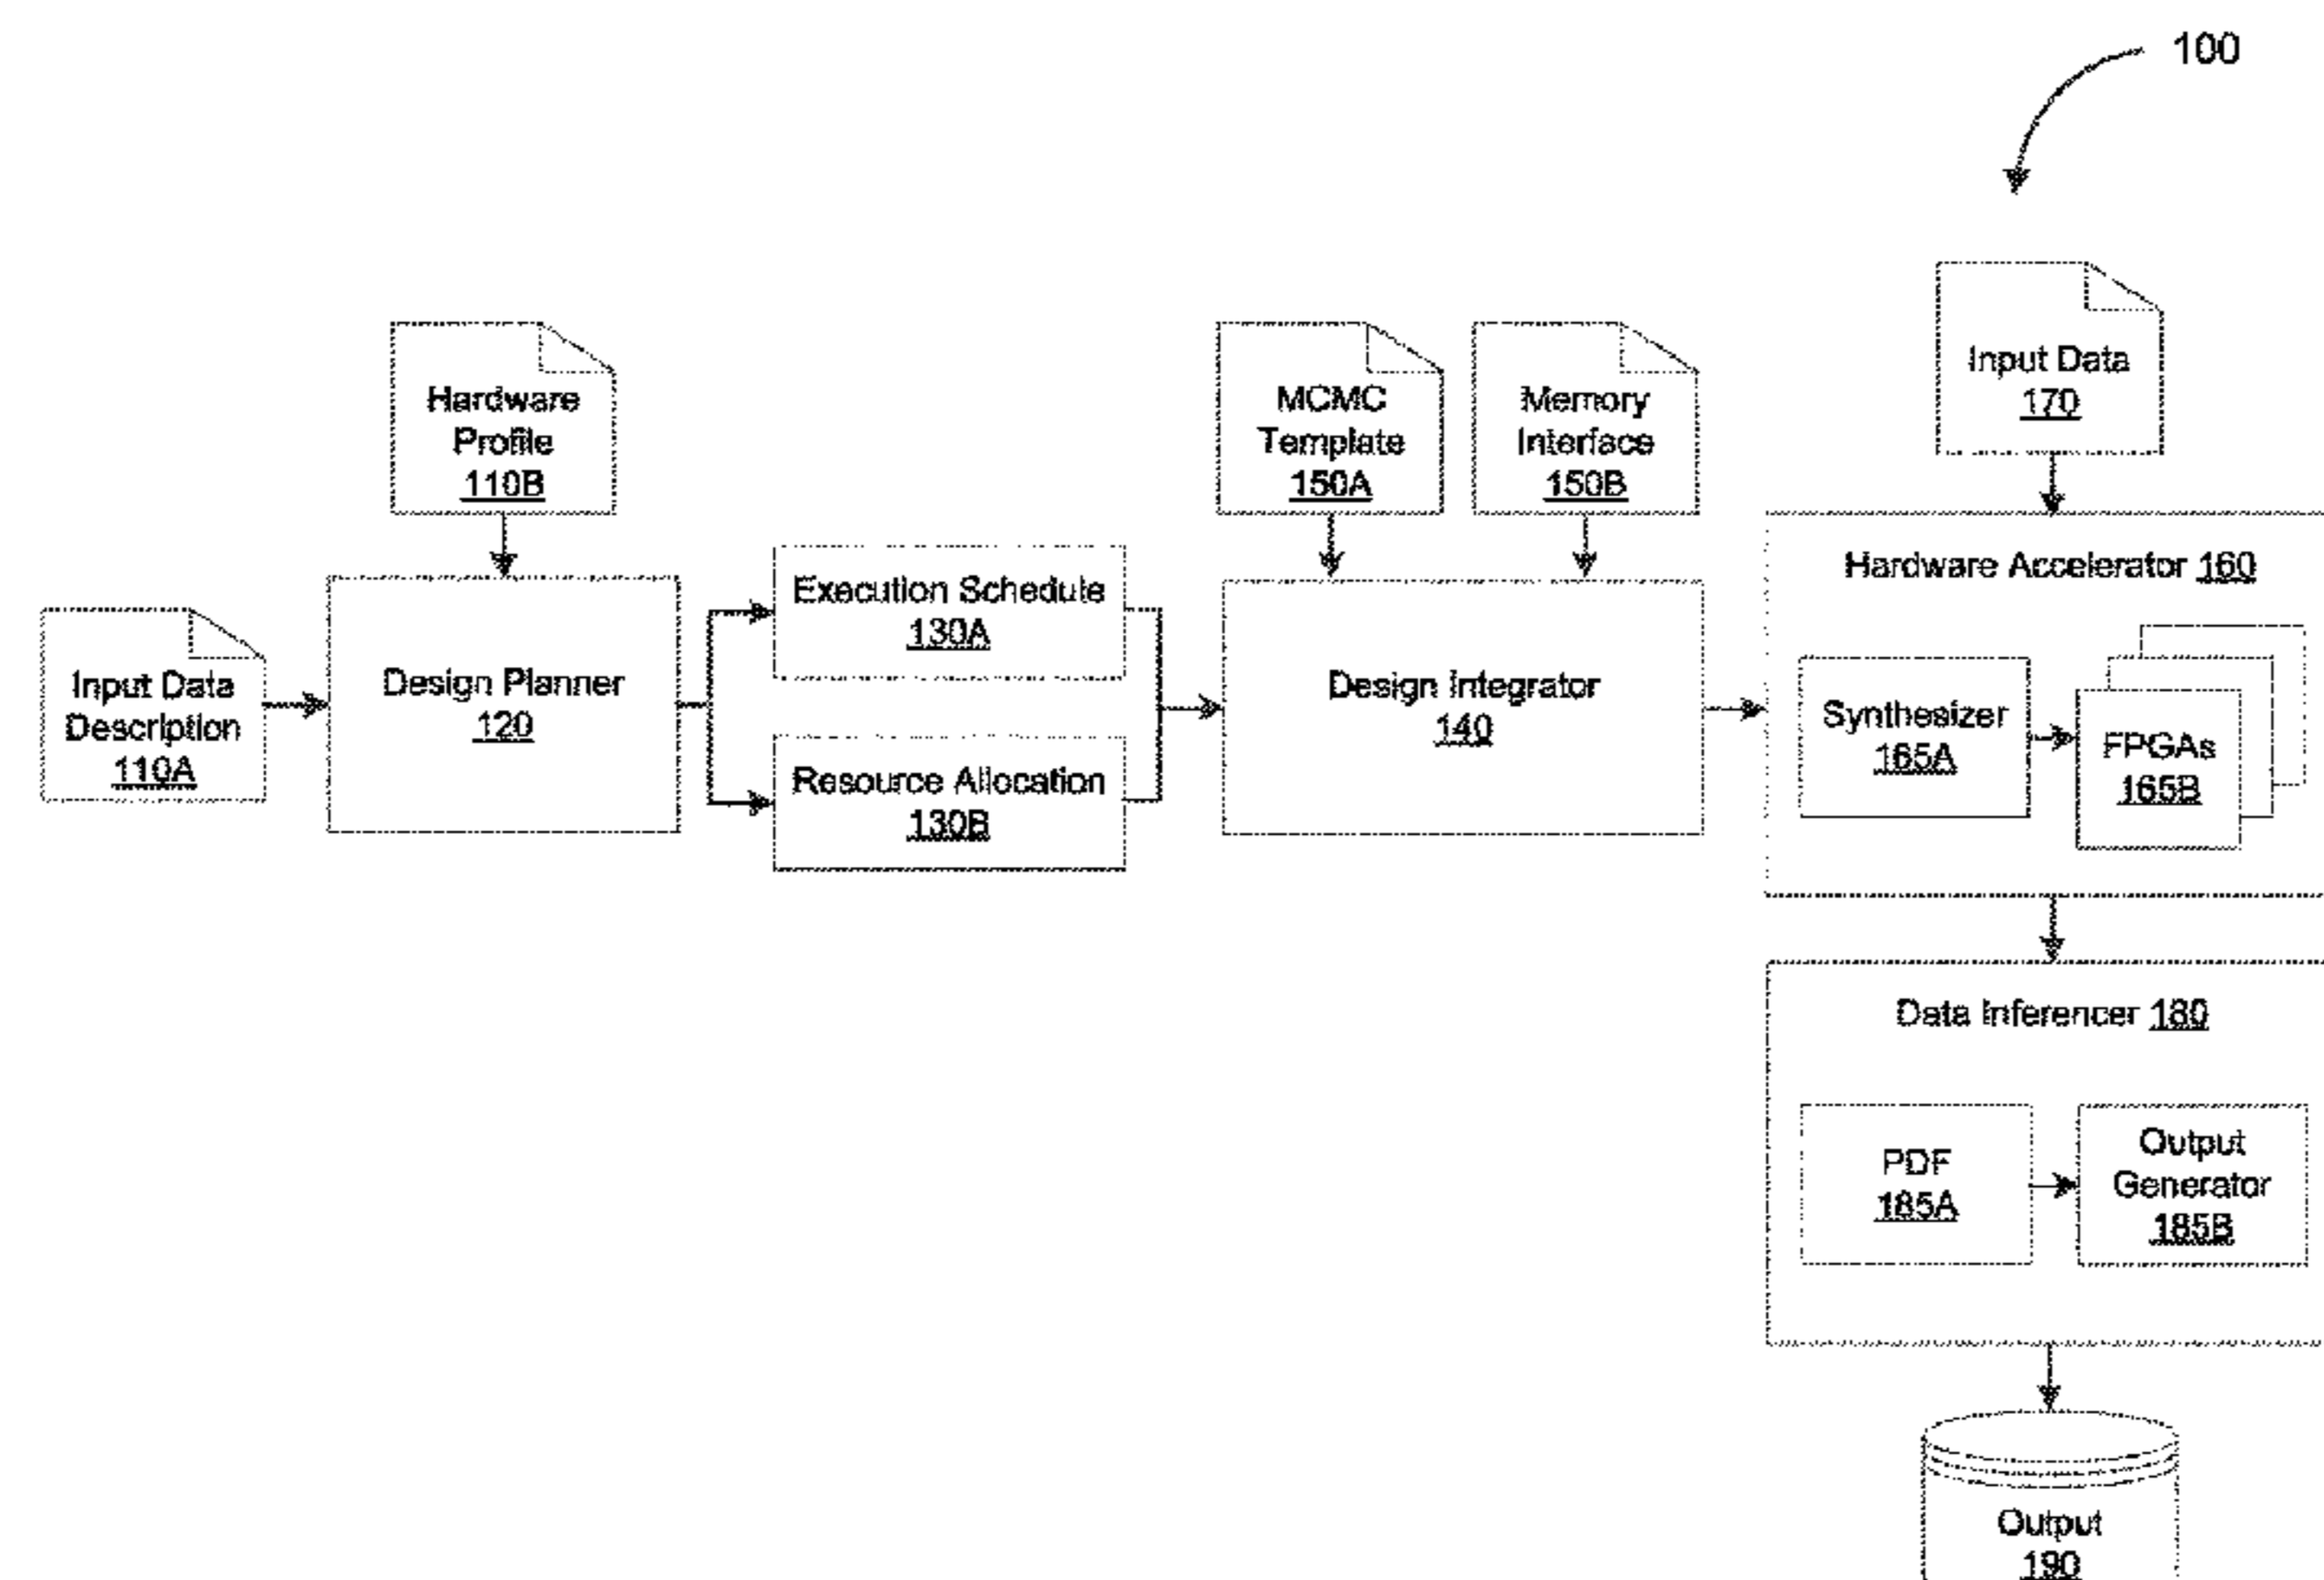 100
Hardware
Profile
110B
MCMC
Template
150A
Memory
Interface
150B
Input Data
170
Input Data
Description
110A
Design Planner
120
Execution Schedule
130A
Resource Allocation
130B
Design Integrator
140
Hardware Accelerator 160
Synthesizer
165A
FPGAs
165B
Data Inferencer 180
PDF
185A
Output
Generator
185B
Output
190